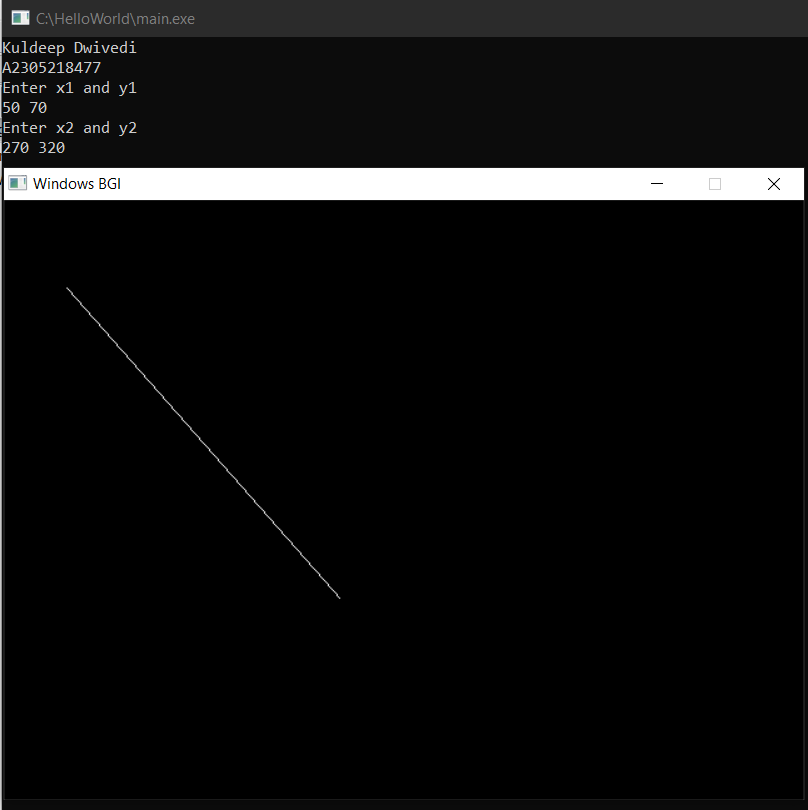 C:\HelloWorld\main.exe
Kuldeep Dwivedi
A2305218477
Enter x1 and y1
50 70
Enter x2 and y2
270 320
Windows BGI